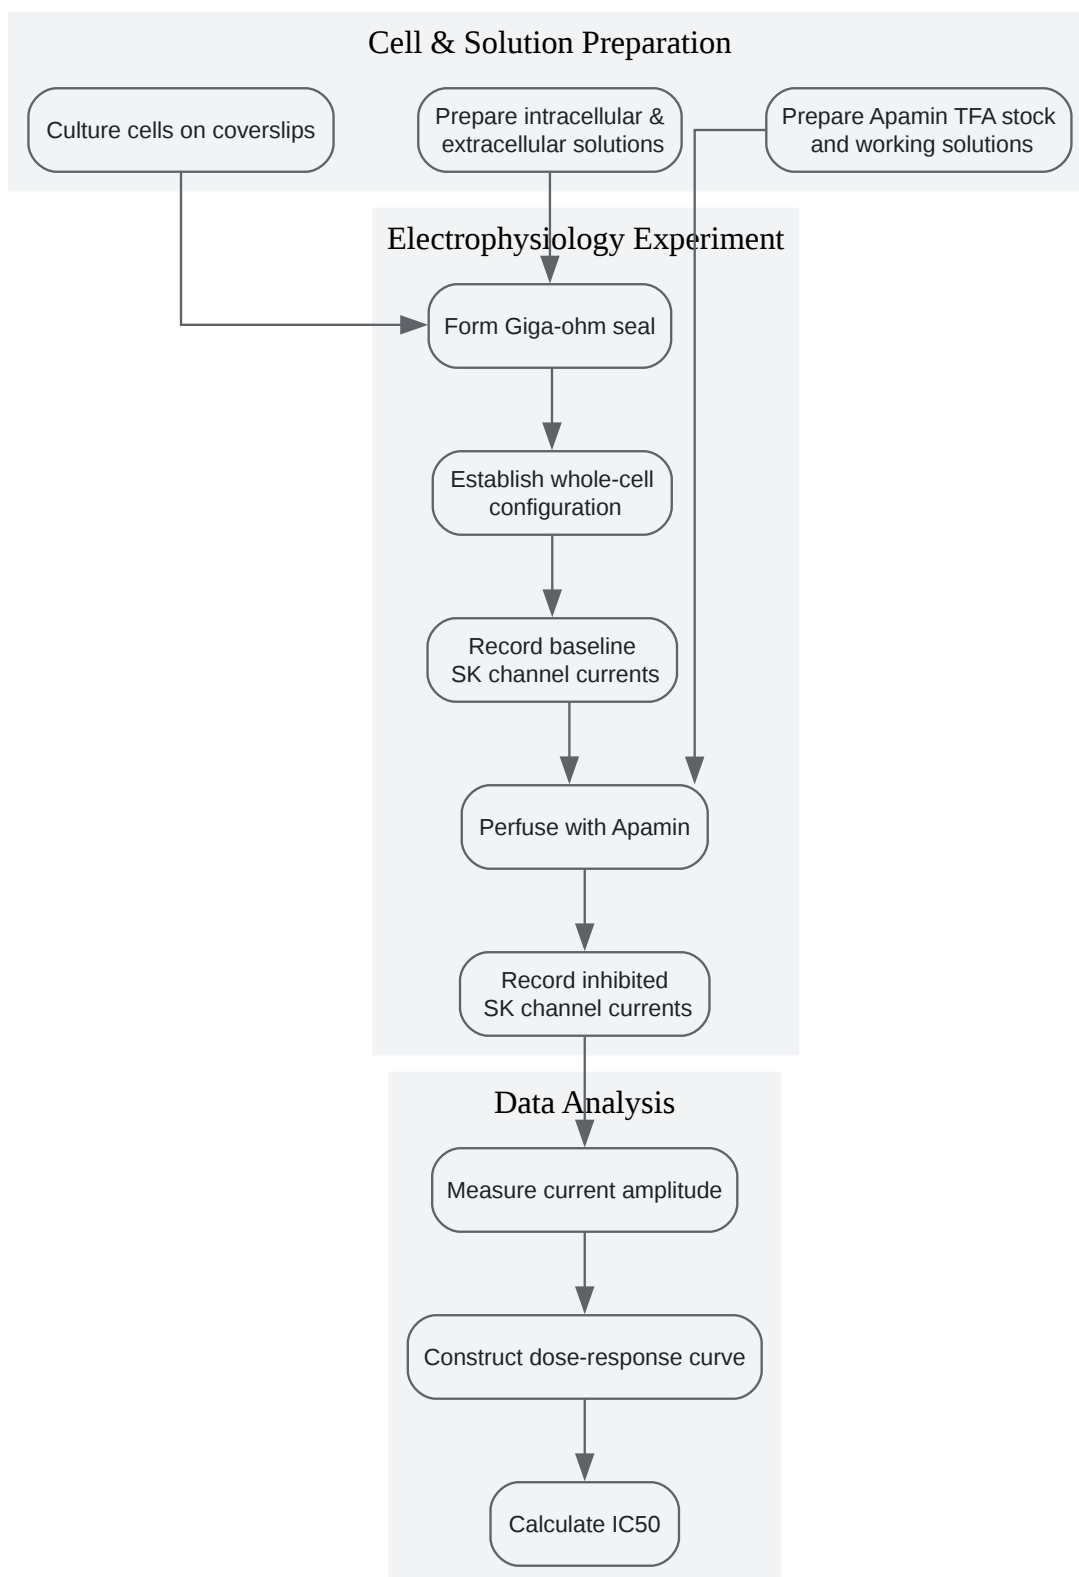 Cell & Solution Preparation
Culture cells on coverslips
Prepare intracellular &
extracellular solutions
Prepare Apamin TFA stock
and working solutions
Electrophysiology Experiment
Form Giga-ohm seal
Establish whole-cell
configuration
Record baseline
SK channel currents
Perfuse with Apamin
Record inhibited
SK channel currents
Data Analysis
Measure current amplitude
Construct dose-response curve
Calculate IC50